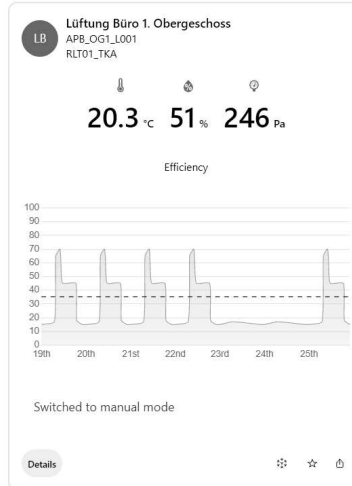 Lüftung Büro 1. Obergeschoss
LB
APB_OG1_L001
RLT01_TKA
20.3 °C 51 % 246 Pa
Efficiency
100
90
80
70
60
50
40
30
20
10
0
19th 20th 21st 22nd 23rd 24th 25th
Switched to manual mode
Details